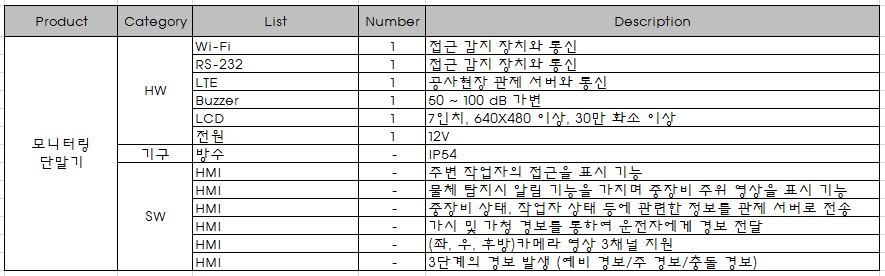 Product Category List Number Description
모니터링 단말기 HW Wi-Fi 1 접근 감지 장치와 통신
RS-232 1 접근 감지 장치와 통신
LTE 1 공사현장 관제 서버와 통신
Buzzer 1 50 ~ 100 dB 가변
LCD 1 7인치, 640X480 이상, 30만 화소 이상
전원 1 12V
기구 방수 - IP54
SW HMI - 주변 작업자의 접근을 표시 기능
HMI - 물체 탐지시 알림 기능을 가지며 중장비 주위 영상을 표시 기능
HMI - 중장비 상태, 작업자 상태 등에 관련한 정보를 관제 서버로 전송
HMI - 가시 및 가청 경보를 통하여 운전자에게 경보 전달
HMI - (좌, 우, 후방)카메라 영상 3채널 지원
HMI - 3단계의 경보 발생 (예비 경보/주 경보/충돌 경보)